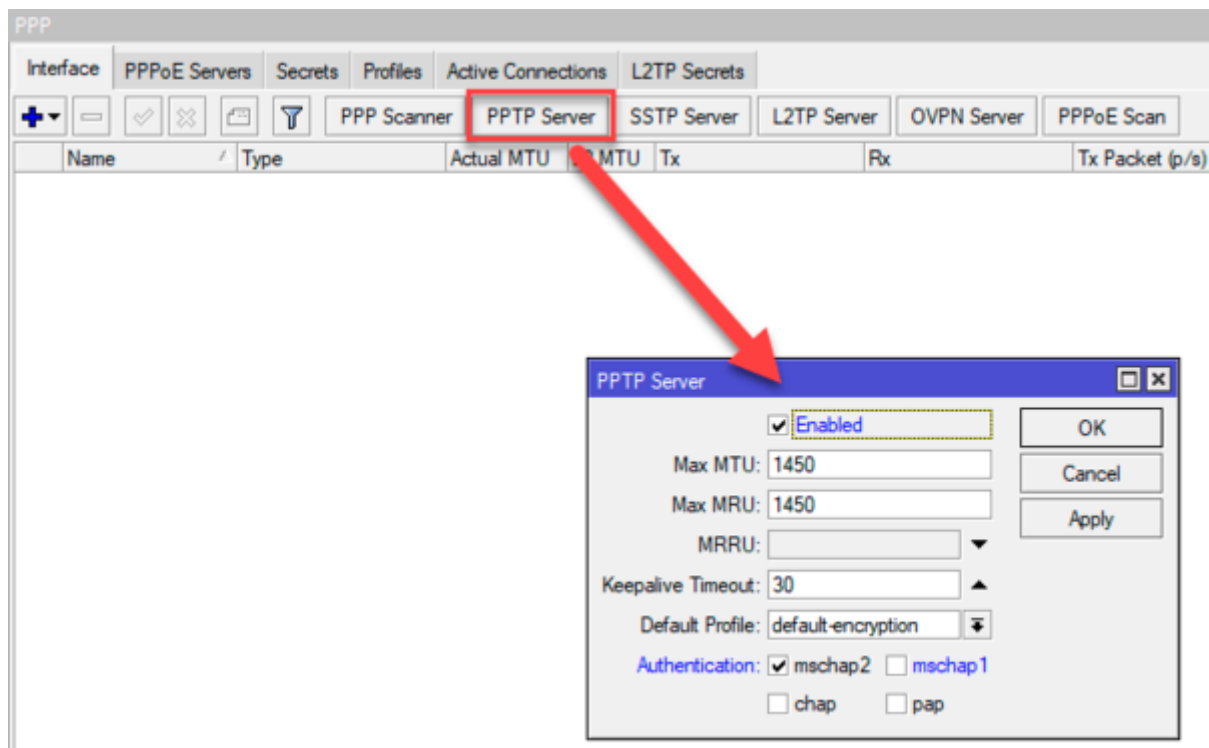 PPP
Interface PPPoE Servers Secrets Profiles Active Connections L2TP Secrets
PPP Scanner PPTP Server SSTP Server L2TP Server OVPN Server PPPoE Scan
Name Type Actual MTU MTU Tx Rx Tx Packet (p/s)
PPTP Server
Enabled OK
Max MTU: 1450 Cancel
Max MRU: 1450 Apply
MRRU:
Keepalive Timeout: 30
Default Profile: default-encryption
Authentication: mschap2 mschap1
chap pap